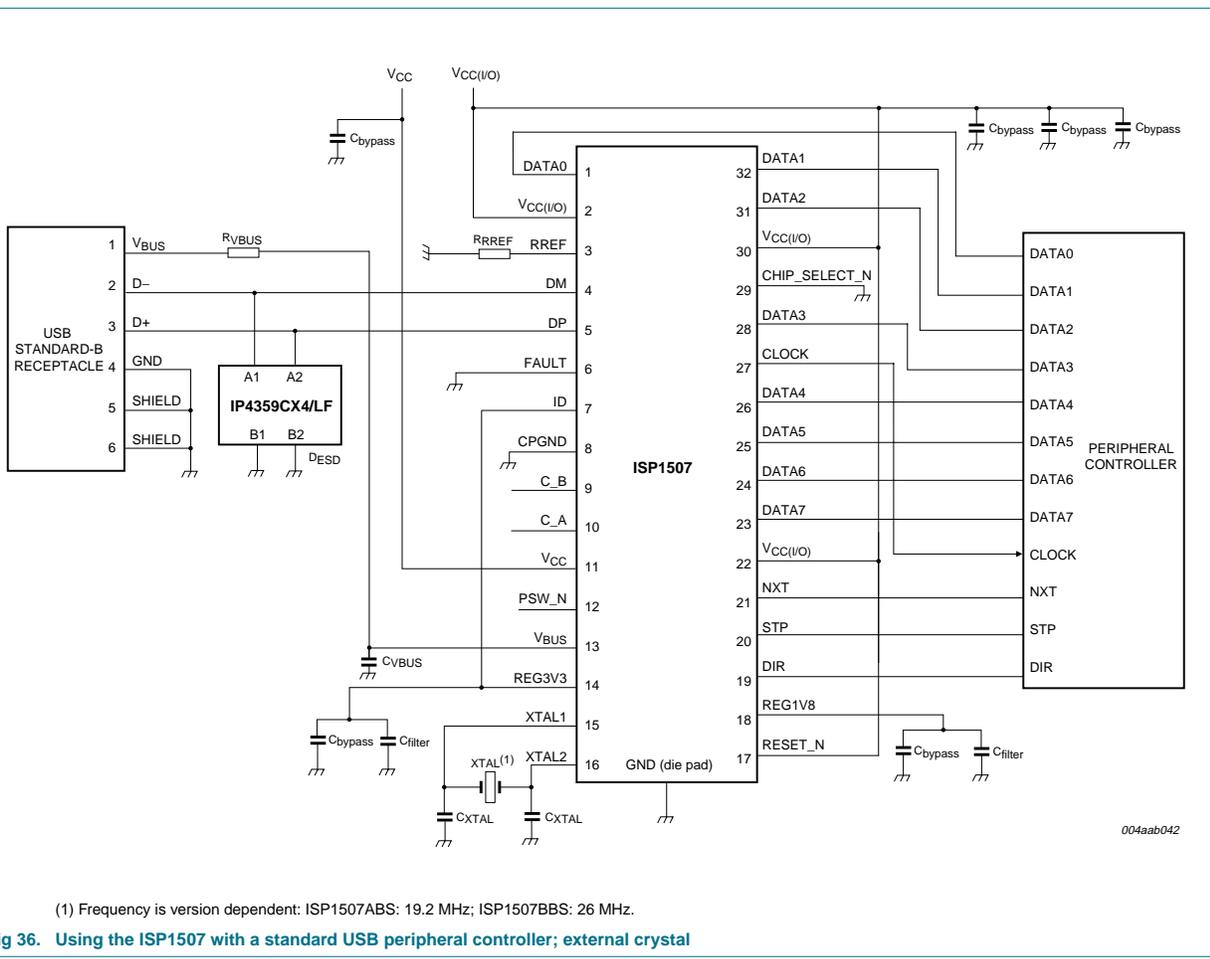 VCC
VCC(I/O)
Cbypass
Cbypass
Cbypass
Cbypass
DATA0
1
VCC(I/O)
2
RRREF
RREF
3
DM
4
DP
5
FAULT
6
ID
7
CPGND
8
C_B
9
C_A
10
VCC
11
PSW_N
12
VBUS
13
REG3V3
14
XTAL1
15
XTAL2
16
ISP1507
GND (die pad)
32
DATA1
31
DATA2
30
VCC(I/O)
29
CHIP_SELECT_N
28
DATA3
27
CLOCK
26
DATA4
25
DATA5
24
DATA6
23
DATA7
22
VCC(I/O)
21
NXT
20
STP
19
DIR
18
REG1V8
17
RESET_N
USB
STANDARD-B
RECEPTACLE
1
VBUS
RVBUS
2
D−
3
D+
4
GND
5
SHIELD
6
SHIELD
A1
A2
IP4359CX4/LF
B1
B2
DESD
CVBUS
Cbypass
Cfilter
XTAL(1)
CXTAL
CXTAL
DATA0
DATA1
DATA2
DATA3
DATA4
DATA5
DATA6
DATA7
CLOCK
NXT
STP
DIR
PERIPHERAL
CONTROLLER
Cbypass
Cfilter
004aab042
(1) Frequency is version dependent: ISP1507ABS: 19.2 MHz; ISP1507BBS: 26 MHz.
ig 36. Using the ISP1507 with a standard USB peripheral controller; external crystal